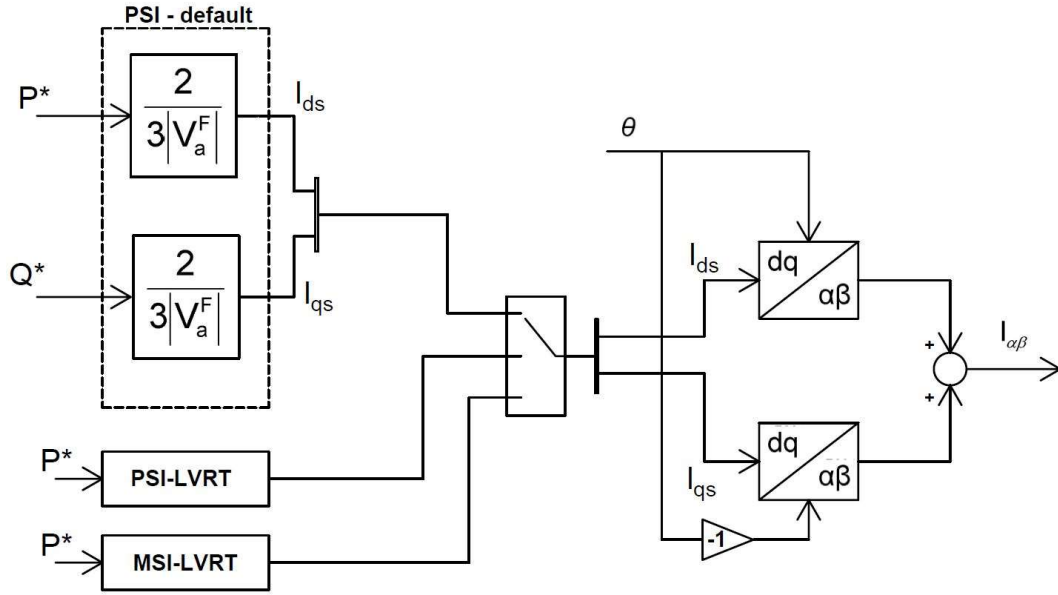 PSI - default
P*
2
3|V_a^F|
I_ds
Q*
2
3|V_a^F|
I_qs
P*
PSI-LVRT
P*
MSI-LVRT
θ
I_ds
dq
αβ
I_qs
dq
αβ
-1
+
+
I_αβ